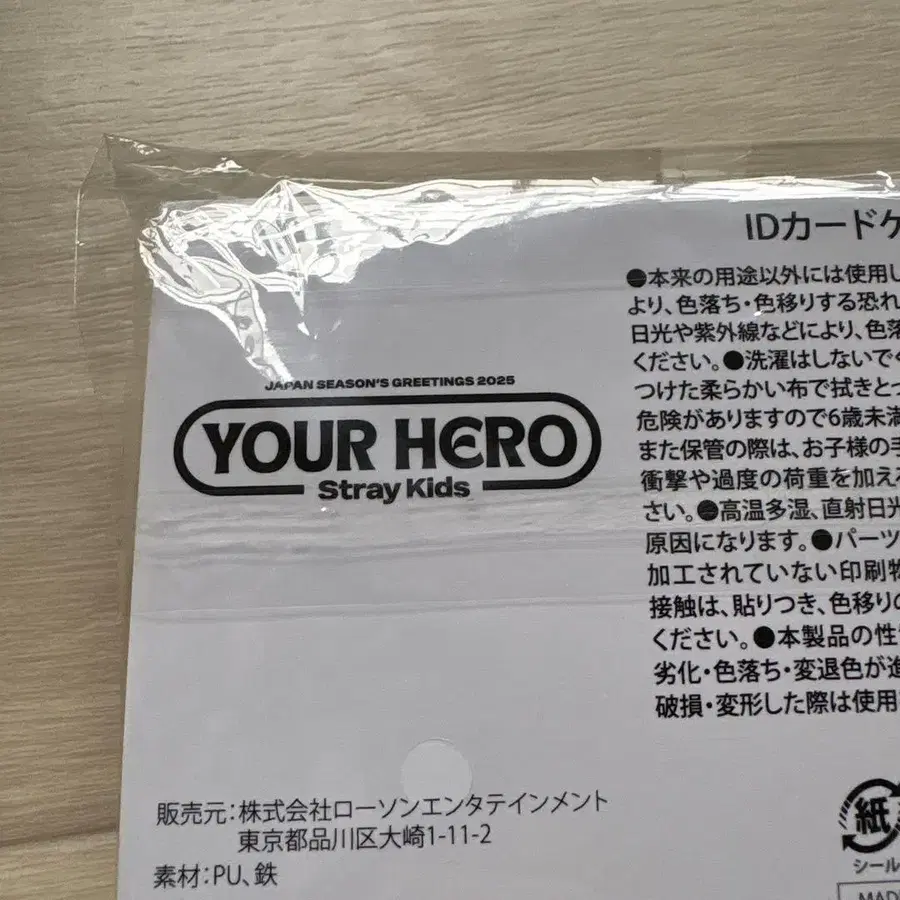 JAPAN SEASON'S GREETINGS 2025
YOUR HERO
Stray Kids
IDカードケ
●本来の用途以外には使用し
より、色落ち・色移りする恐れ
日光や紫外線などにより、色落
ください。●洗濯はしないでく
つけた柔らかい布で拭きとっ
危険がありますので6歳未満
また保管の際は、お子様の手
衝撃や過度の荷重を加え
さい。●高温多湿、直射日光
原因になります。●パーツ
加工されていない印刷物
接触は、貼りつき、色移りの
ください。●本製品の性
劣化・色落ち・変退色が進
破損・変形した際は使用
販売元：株式会社ローソンエンタテインメント
東京都品川区大崎1-11-2
素材：PU、鉄
紙
シール
MADE